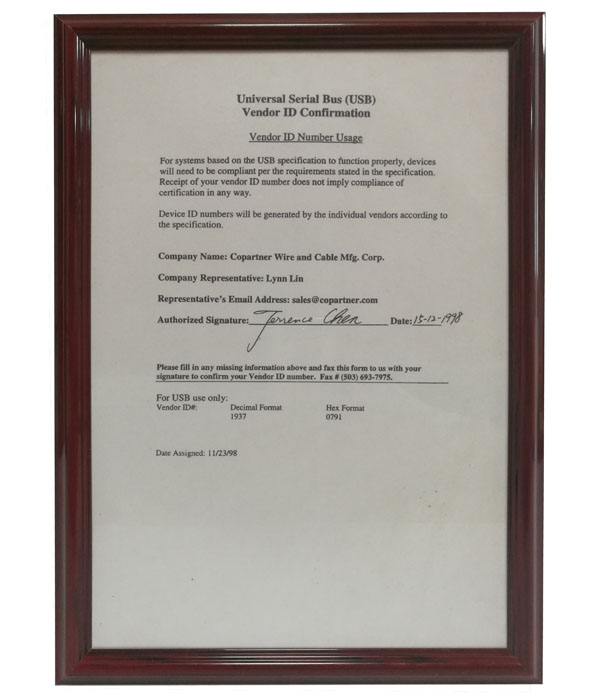 Universal Serial Bus (USB)
Vendor ID Confirmation
Vendor ID Number Usage
For systems based on the USB specification to function properly, devices
will need to be compliant per the requirements stated in the specification.
Receipt of your vendor ID number does not imply compliance of
certification in any way.
Device ID numbers will be generated by the individual vendors according to
the specification.
Company Name: Copartner Wire and Cable Mfg. Corp.
Company Representative: Lynn Lin
Representative's Email Address: sales@copartner.com
Authorized Signature: Terrence Chen Date: 15-12-1998
Please fill in any missing information above and fax this form to us with your
signature to confirm your Vendor ID number. Fax # (503) 693-7975.
For USB use only:
Vendor ID#: Decimal Format Hex Format
1937 0791
Date Assigned: 11/23/98